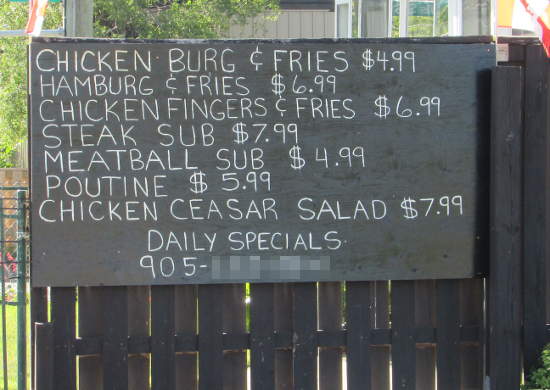 CHICKEN BURG & FRIES $4.99
HAMBURG & FRIES $6.99
CHICKEN FINGERS & FRIES $6.99
STEAK SUB $7.99
MEATBALL SUB $4.99
POUTINE $5.99
CHICKEN CEASAR SALAD $7.99
DAILY SPECIALS
905-